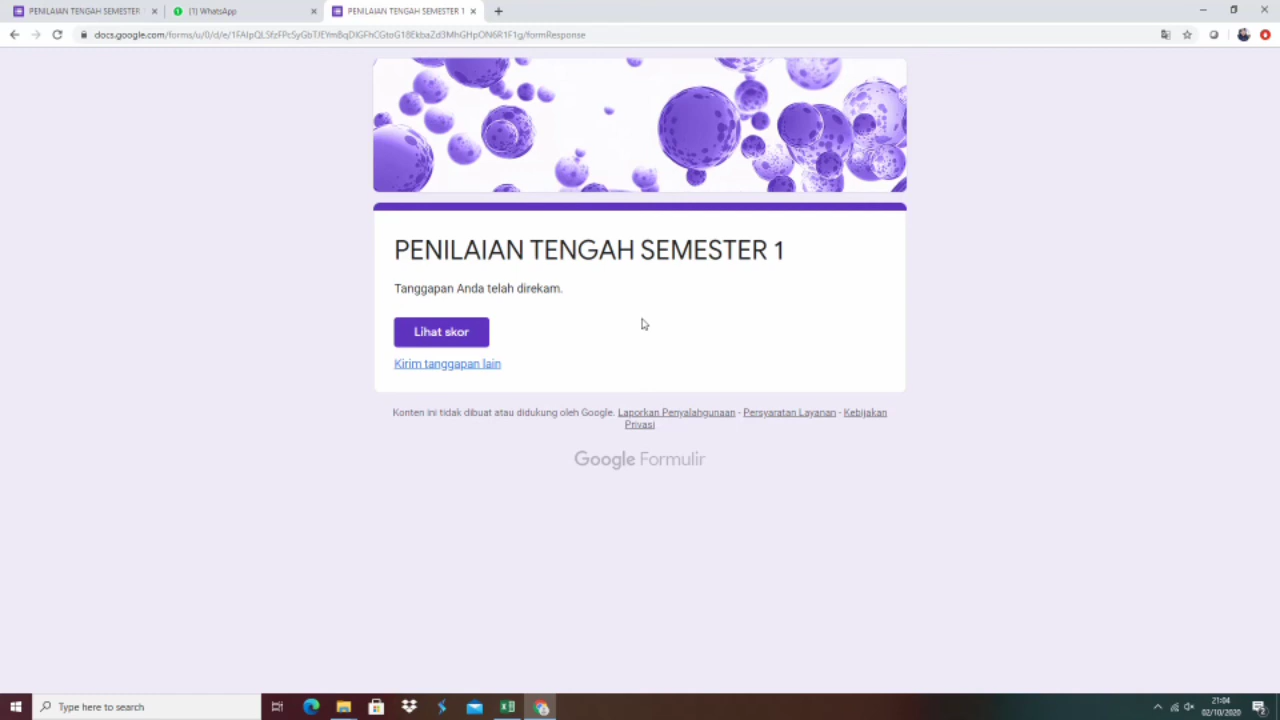 PENILAIAN TENGAH SEMESTER
(1) WhatsApp
PENILAIAN TENGAH SEMESTER 1
PENILAIAN TENGAH SEMESTER 1
Tanggapan Anda telah direkam.
Lihat skor
Kirim tanggapan lain
Konten ini tidak dibuat atau didukung oleh Google. Laporkan Penyalahgunaan - Persyaratan Layanan - Kebijakan
Privasi
Google Formulir
Type here to search
21:04
02/10/2020
2